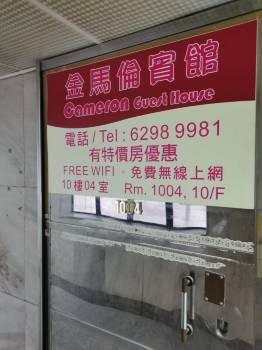 金馬倫賓館
Cameron Guest House
電話 / Tel : 6298 9981
有特價房優惠
FREE WIFI · 免費無線上網
10樓04室 Rm. 1004, 10/F
1004